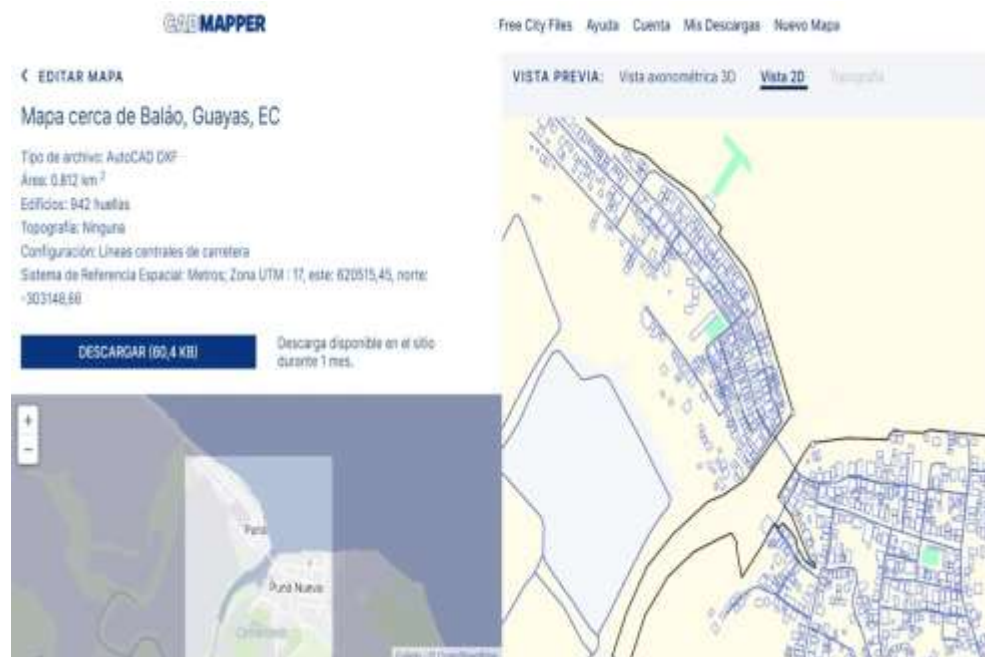 CADMAPPER
Free City Files Ayuda Cuenta Mis Descargas Nuevo Mapa
< EDITAR MAPA
Mapa cerca de Baláo, Guayas, EC
Tipo de archivo: AutoCAD DXF
Área: 0.812 km²
Edificios: 942 huellas
Topografía: Ninguna
Configuración: Líneas centrales de carretera
Sistema de Referencia Espacial: Metros; Zona UTM : 17, este: 620515,45, norte:
-303148,68
DESCARGAR (60,4 KB)
Descarga disponible en el sitio
durante 1 mes.
VISTA PREVIA: Vista axonométrica 3D Vista 2D Topografía
+
−
Puná
Puna Nueva